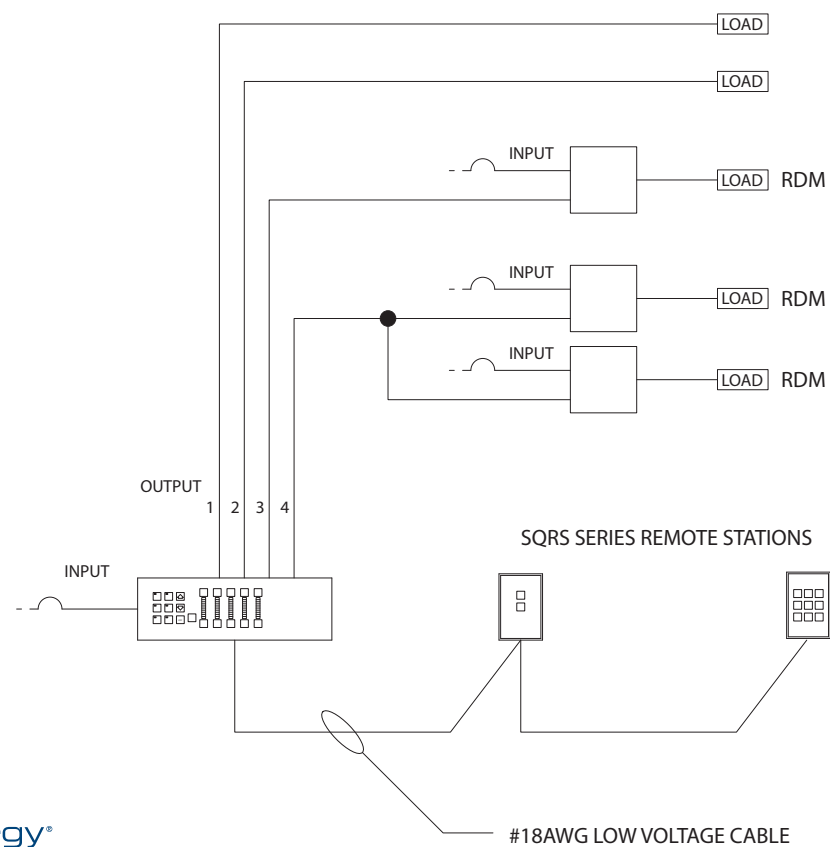 LOAD
LOAD
INPUT
LOAD RDM
INPUT
LOAD RDM
INPUT
LOAD RDM
OUTPUT
1 2 3 4
SQRS SERIES REMOTE STATIONS
INPUT
#18AWG LOW VOLTAGE CABLE